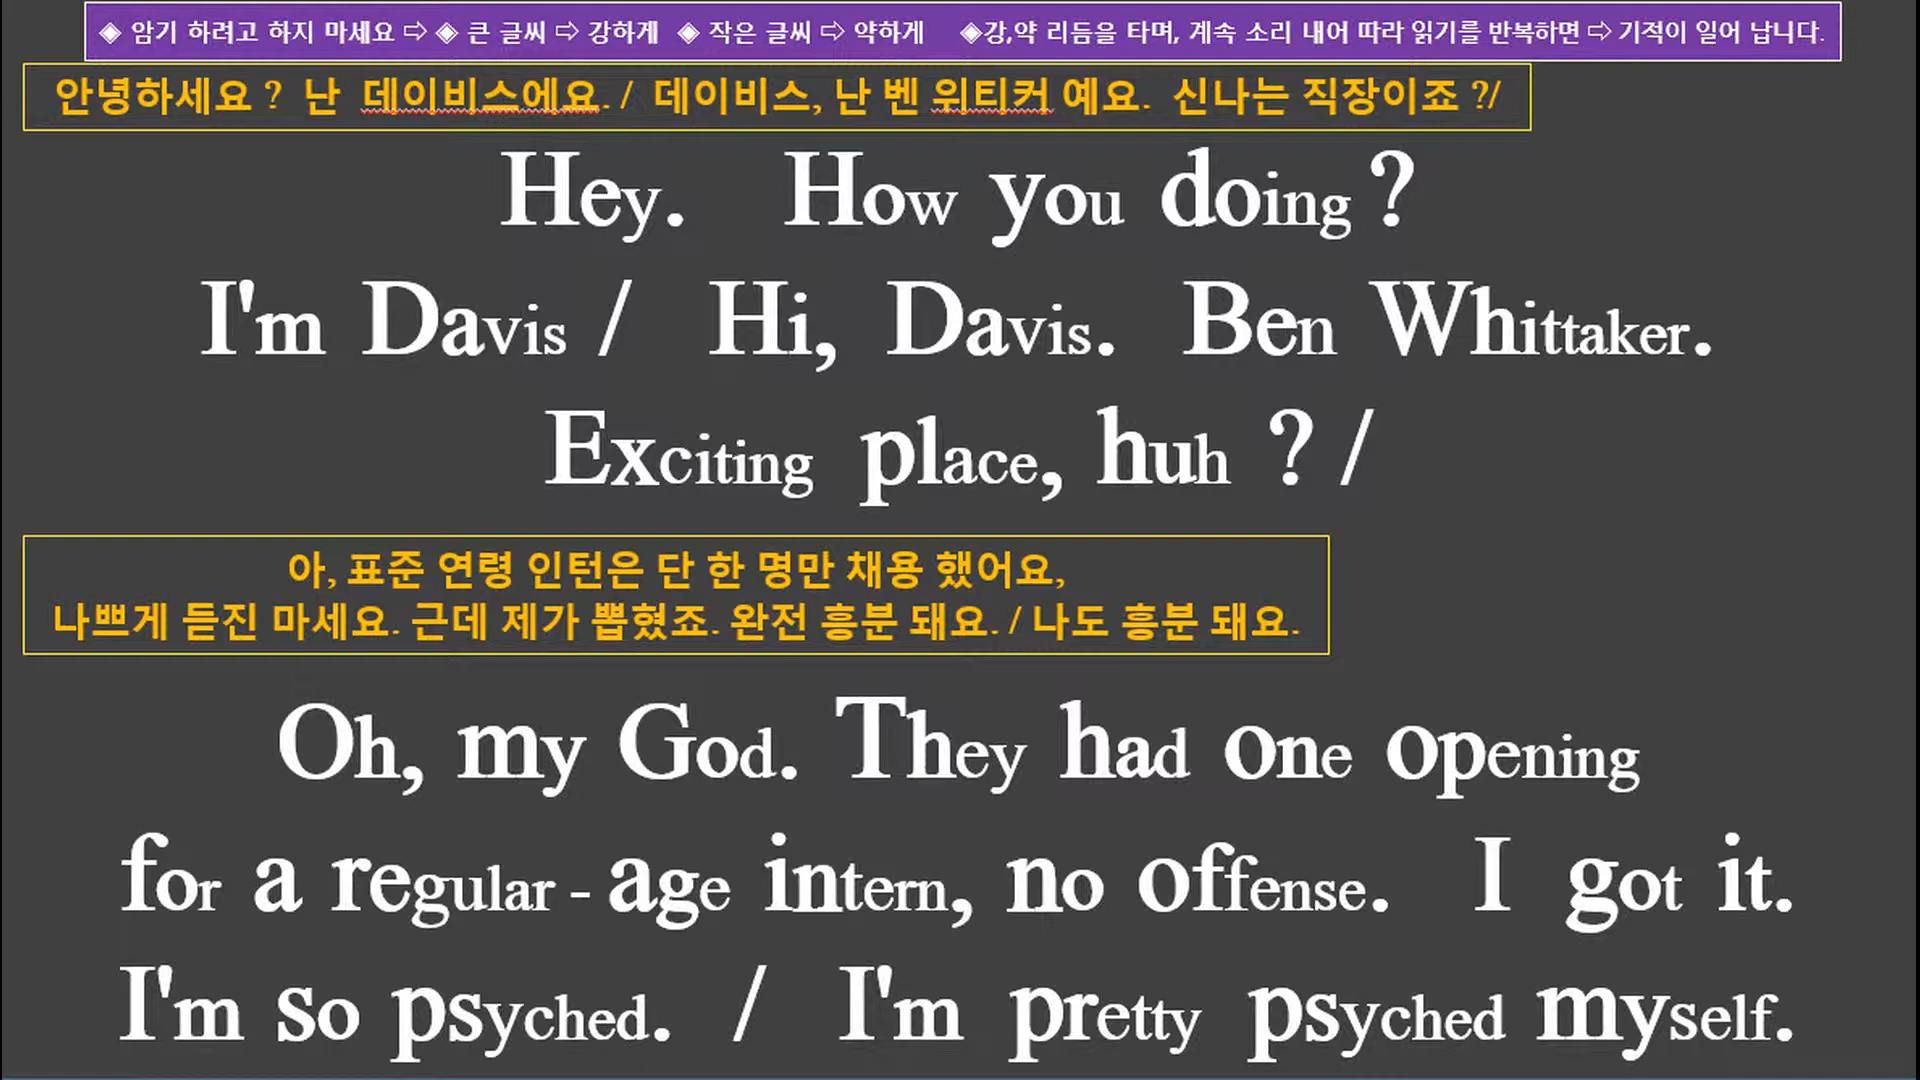 ◈ 암기 하려고 하지 마세요 ⇨ ◈ 큰 글씨 ⇨ 강하게 ◈ 작은 글씨 ⇨ 약하게 ◈강,약 리듬을 타며, 계속 소리 내어 따라 읽기를 반복하면 ⇨ 기적이 일어 납니다.
안녕하세요 ? 난 데이비스에요. / 데이비스, 난 벤 위티커 예요. 신나는 직장이죠 ?/
Hey. How you doing ?
I'm Davis / Hi, Davis. Ben Whittaker.
Exciting place, huh ? /
아, 표준 연령 인턴은 단 한 명만 채용 했어요,
나쁘게 듣진 마세요. 근데 제가 뽑혔죠. 완전 흥분 돼요. / 나도 흥분 돼요.
Oh, my God. They had one opening
for a regular - age intern, no offense. I got it.
I'm so psyched. / I'm pretty psyched myself.